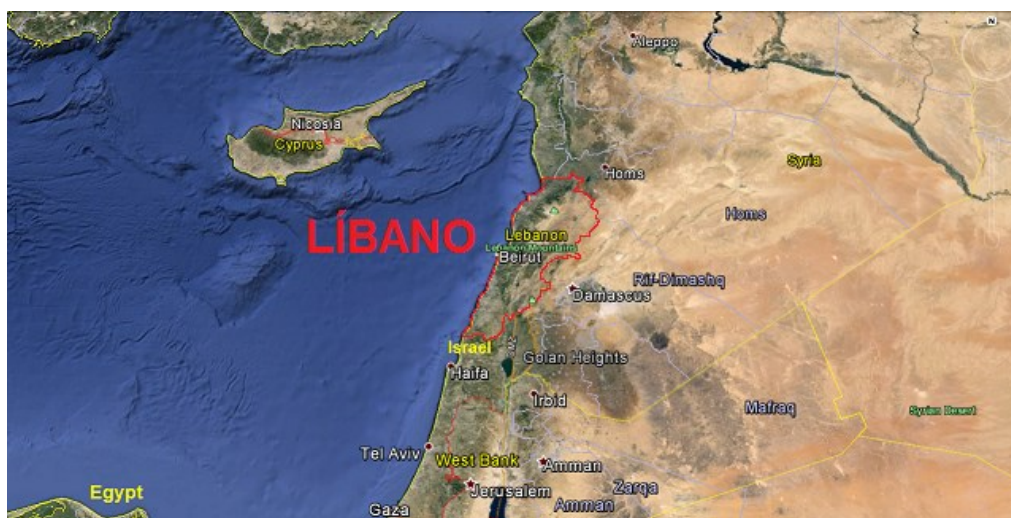 N
Aleppo
Nicosia
Cyprus
Syria
Homs
Homs
LÍBANO
Lebanon
Lebanon Mountains
Beirut
Rif-Dimashq
Damascus
Israel
Golan Heights
Haifa
Irbid
Mafraq
Syrian Desert
Tel Aviv
West Bank
Amman
Jerusalem
Zarqa
Egypt
Amman
Gaza